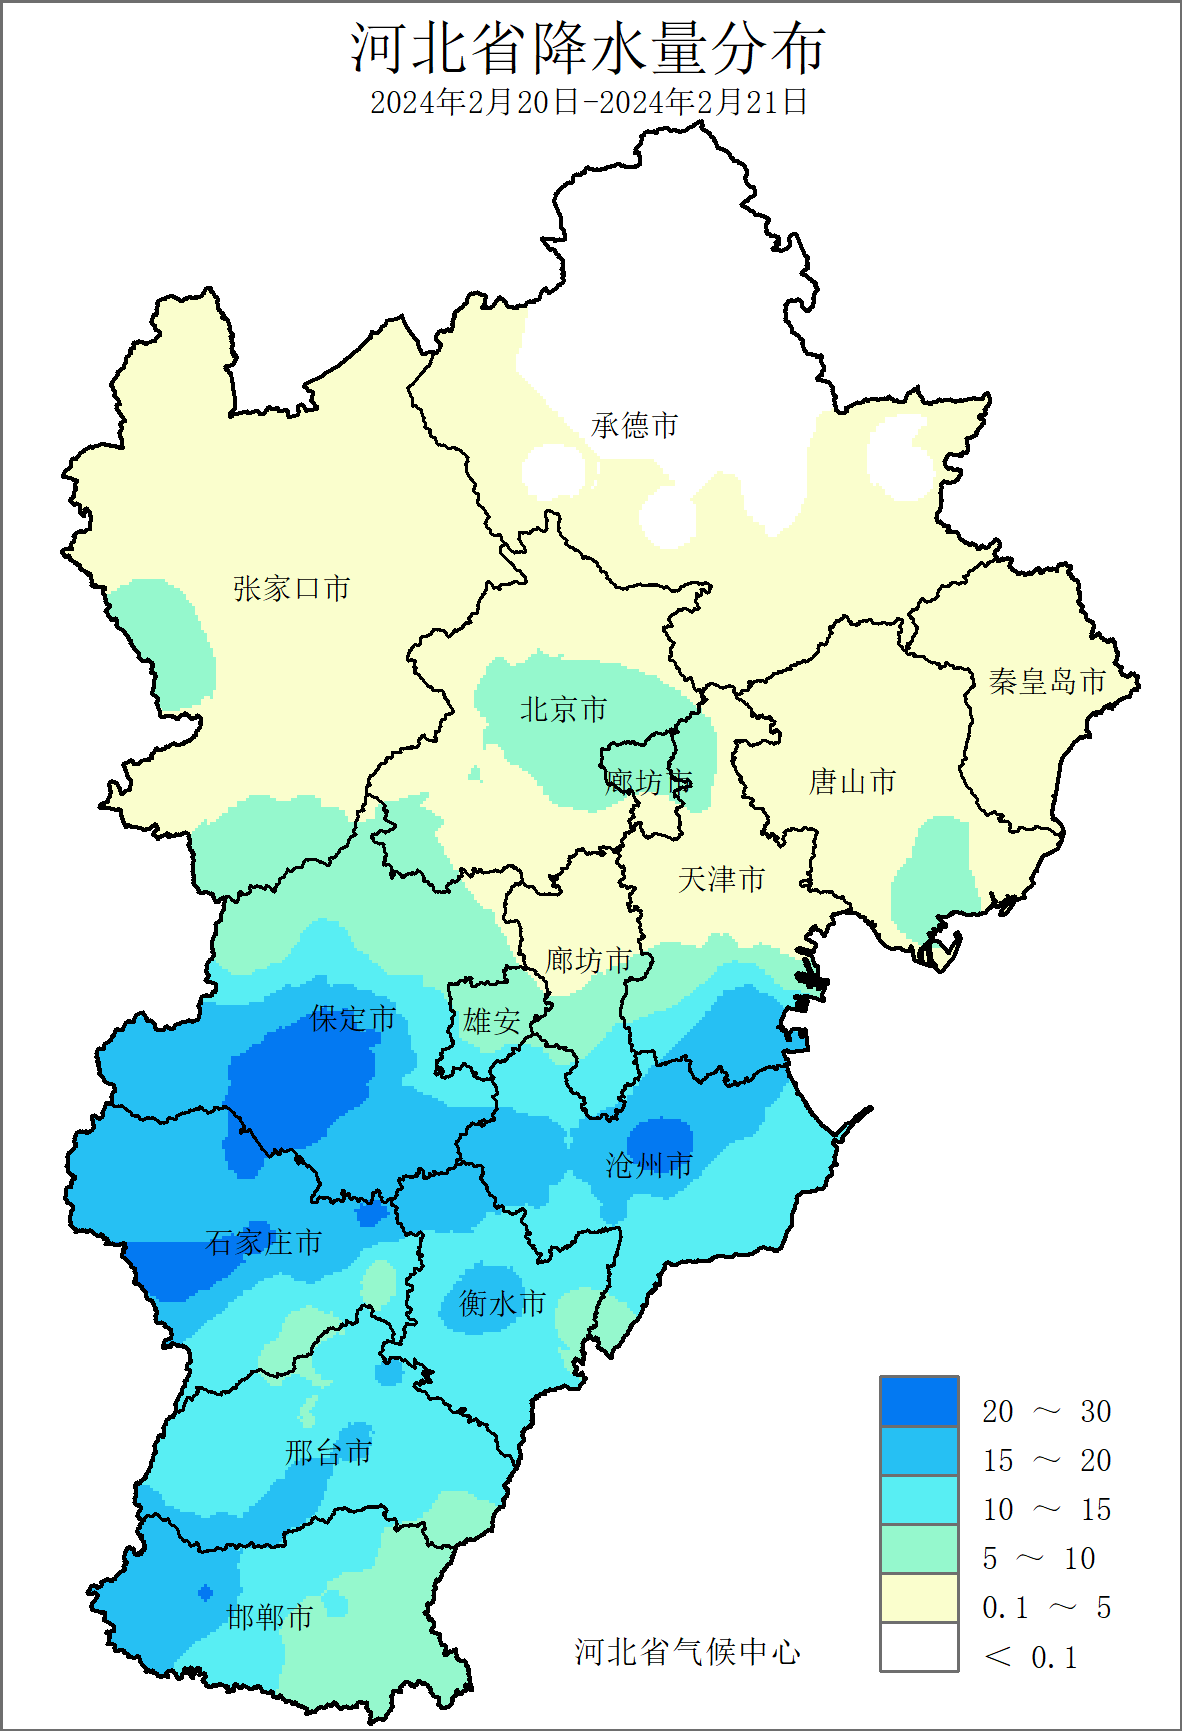 河北省降水量分布
2024年2月20日-2024年2月21日
承德市
张家口市
秦皇岛市
北京市
廊坊市
唐山市
天津市
廊坊市
保定市
雄安
沧州市
石家庄市
衡水市
邢台市
邯郸市
20 ～ 30
15 ～ 20
10 ～ 15
5 ～ 10
0.1 ～ 5
＜ 0.1
河北省气候中心